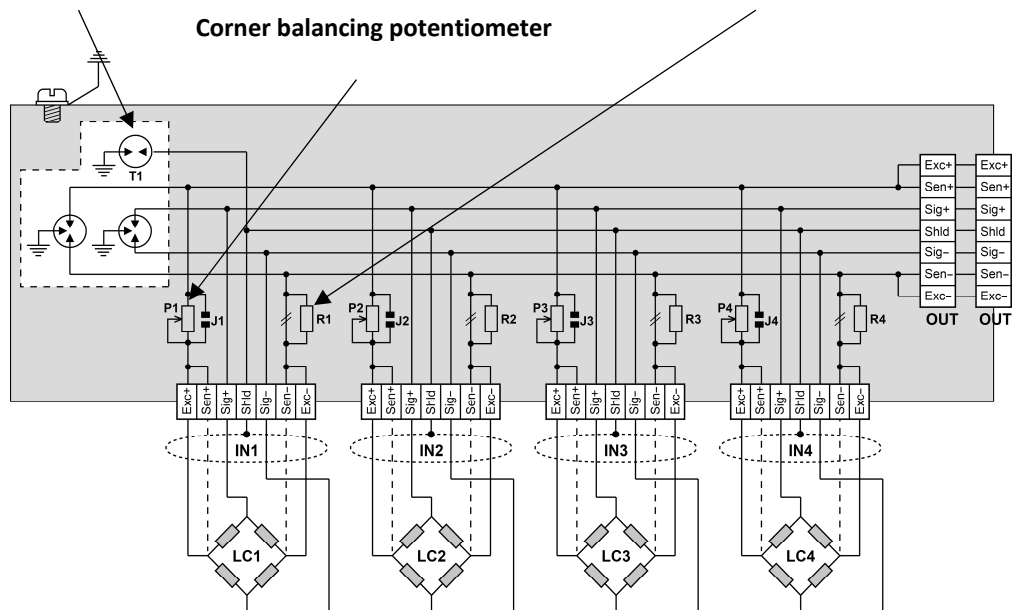 Corner balancing potentiometer
T1
Exc+ Exc+
Sen+ Sen+
Sig+ Sig+
Shld Shld
Sig– Sig–
Sen– Sen–
Exc– Exc–
OUT OUT
P1 J1 R1 P2 J2 R2 P3 J3 R3 P4 J4 R4
Exc+ Sen+ Sig+ Shld Sig– Sen– Exc– Exc+ Sen+ Sig+ Shld Sig– Sen– Exc– Exc+ Sen+ Sig+ Shld Sig– Sen– Exc– Exc+ Sen+ Sig+ Shld Sig– Sen– Exc–
IN1 IN2 IN3 IN4
LC1 LC2 LC3 LC4